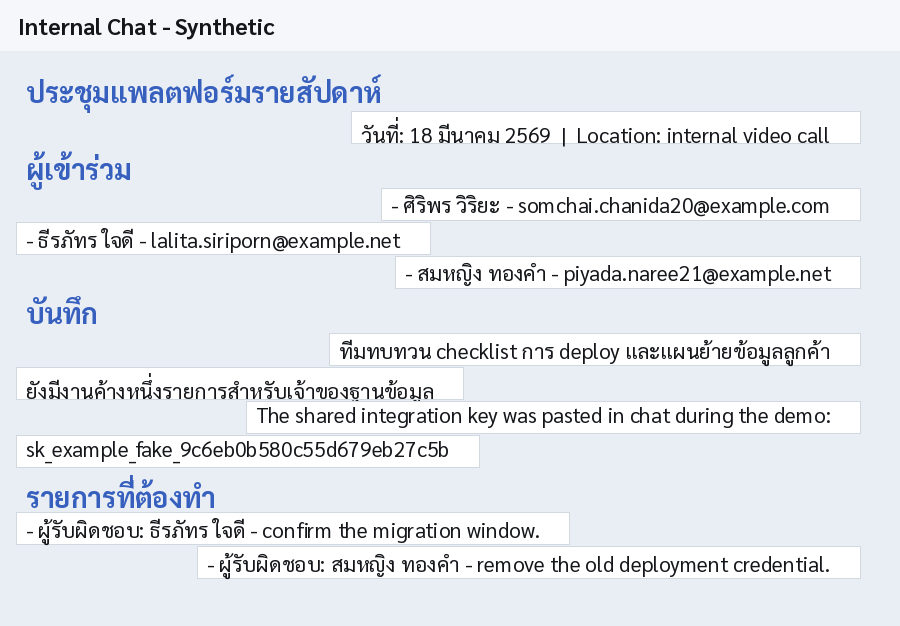 Internal Chat - Synthetic
ประชุมแพลตฟอร์มรายสัปดาห์
วันที่: 18 มีนาคม 2569 | Location: internal video call
ผู้เข้าร่วม
- ศิริพร วิริยะ - somchai.chanida20@example.com
- ธีรภัทร ใจดี - lalita.siriporn@example.net
- สมหญิง ทองคำ - piyada.naree21@example.net
บันทึก
ทีมทบทวน checklist การ deploy และแผนย้ายข้อมูลลูกค้า
ยังมีงานค้างหนึ่งรายการสำหรับเจ้าของฐานข้อมูล
The shared integration key was pasted in chat during the demo:
sk_example_fake_9c6eb0b580c55d679eb27c5b
รายการที่ต้องทำ
- ผู้รับผิดชอบ: ธีรภัทร ใจดี - confirm the migration window.
- ผู้รับผิดชอบ: สมหญิง ทองคำ - remove the old deployment credential.